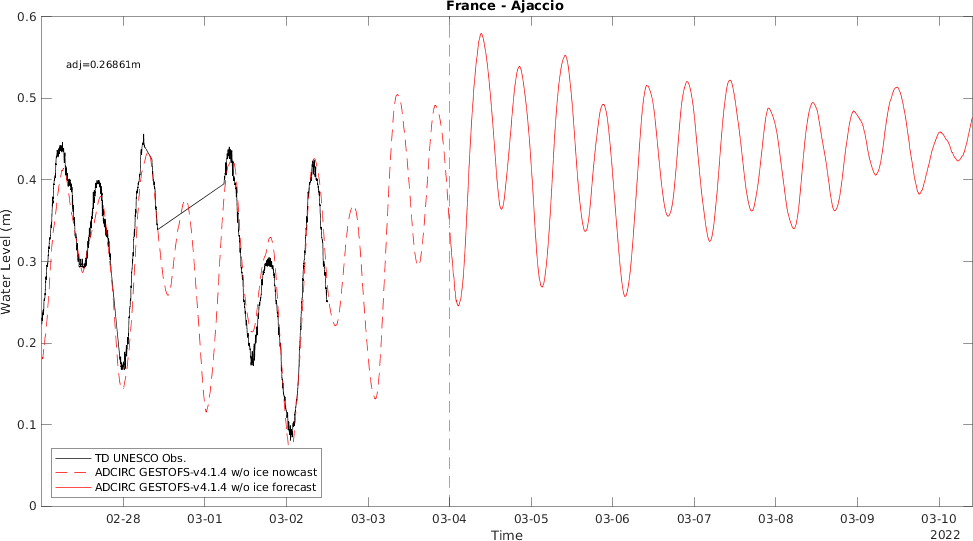 France - Ajaccio
adj=0.26861m
0.6
0.5
0.4
0.3
0.2
0.1
0
Water Level (m)
TD UNESCO Obs.
ADCIRC GESTOFS-v4.1.4 w/o ice nowcast
ADCIRC GESTOFS-v4.1.4 w/o ice forecast
02-28 03-01 03-02 03-03 03-04 03-05 03-06 03-07 03-08 03-09 03-10
Time 2022